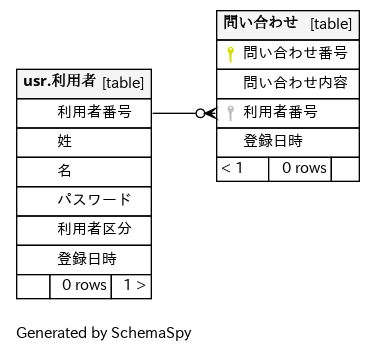 問い合わせ [table]
問い合わせ番号
問い合わせ内容
利用者番号
登録日時
< 1 0 rows
usr.利用者 [table]
利用者番号
姓
名
パスワード
利用者区分
登録日時
0 rows 1 >
Generated by SchemaSpy